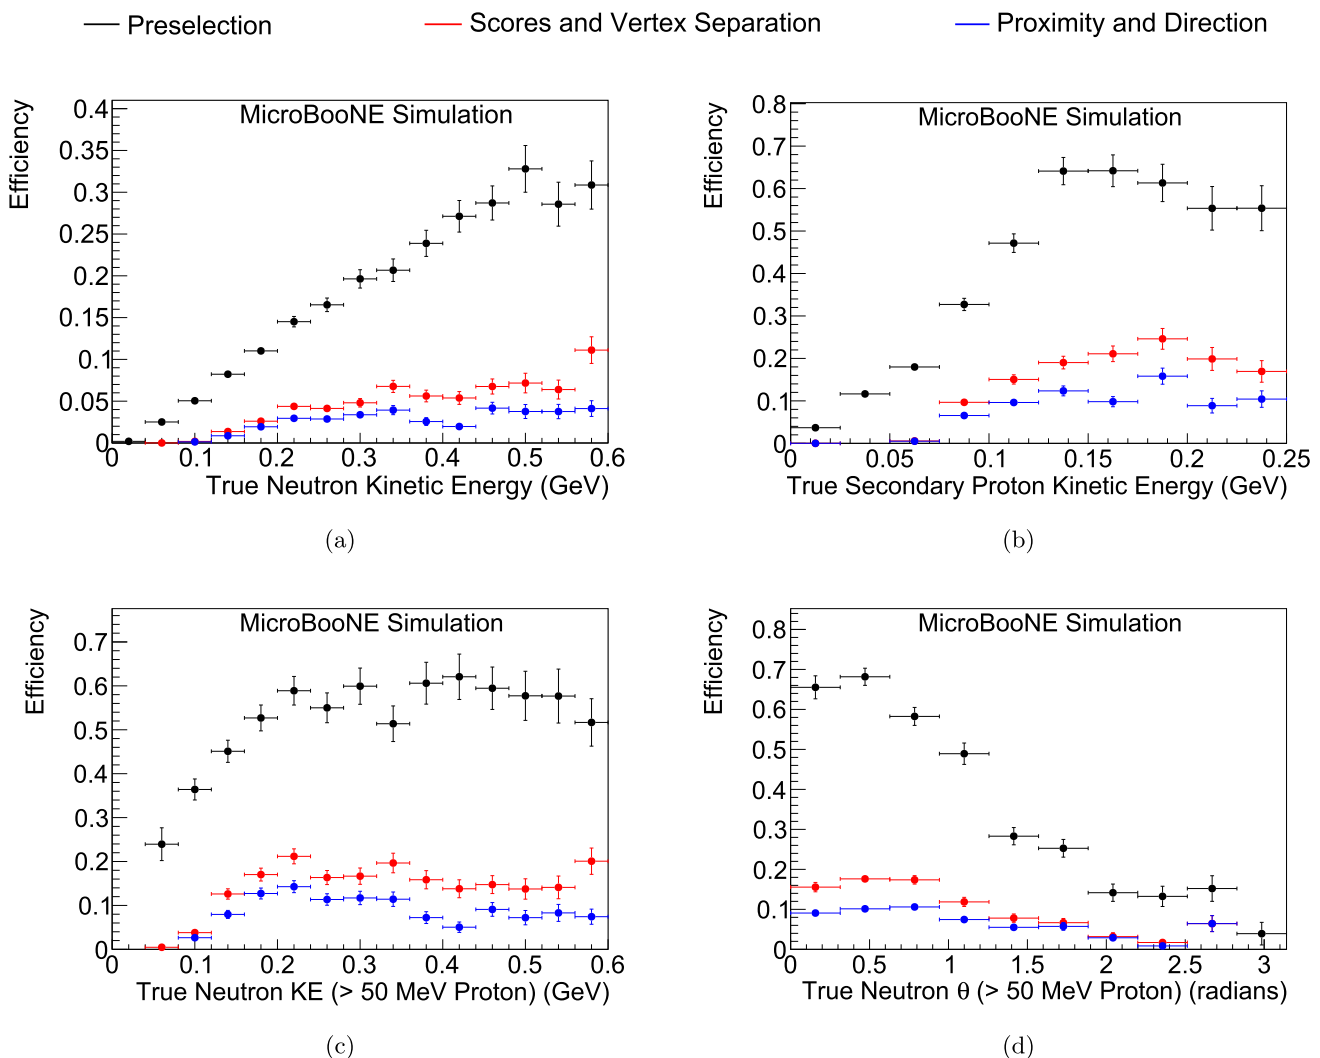 Preselection Scores and Vertex Separation Proximity and Direction
MicroBooNE Simulation
Efficiency
0.4
0.35
0.3
0.25
0.2
0.15
0.1
0.05
0
0 0.1 0.2 0.3 0.4 0.5 0.6
True Neutron Kinetic Energy (GeV)
(a)
MicroBooNE Simulation
Efficiency
0.8
0.7
0.6
0.5
0.4
0.3
0.2
0.1
0
0 0.05 0.1 0.15 0.2 0.25
True Secondary Proton Kinetic Energy (GeV)
(b)
MicroBooNE Simulation
Efficiency
0.7
0.6
0.5
0.4
0.3
0.2
0.1
0
0 0.1 0.2 0.3 0.4 0.5 0.6
True Neutron KE (> 50 MeV Proton) (GeV)
(c)
MicroBooNE Simulation
Efficiency
0.8
0.7
0.6
0.5
0.4
0.3
0.2
0.1
0
0 0.5 1 1.5 2 2.5 3
True Neutron θ (> 50 MeV Proton) (radians)
(d)